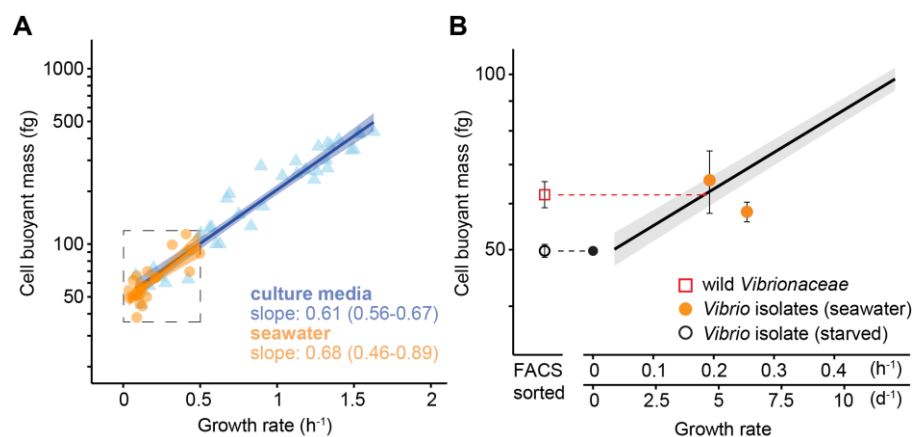 A
Cell buoyant mass (fg)
1000
500
100
50
culture media
slope: 0.61 (0.56-0.67)
seawater
slope: 0.68 (0.46-0.89)
0 0.5 1 1.5 2
Growth rate (h⁻¹)
B
Cell buoyant mass (fg)
100
50
wild Vibrionaceae
Vibrio isolates (seawater)
Vibrio isolate (starved)
FACS
sorted
0 0.1 0.2 0.3 0.4 (h⁻¹)
0 2.5 5 7.5 10 (d⁻¹)
Growth rate